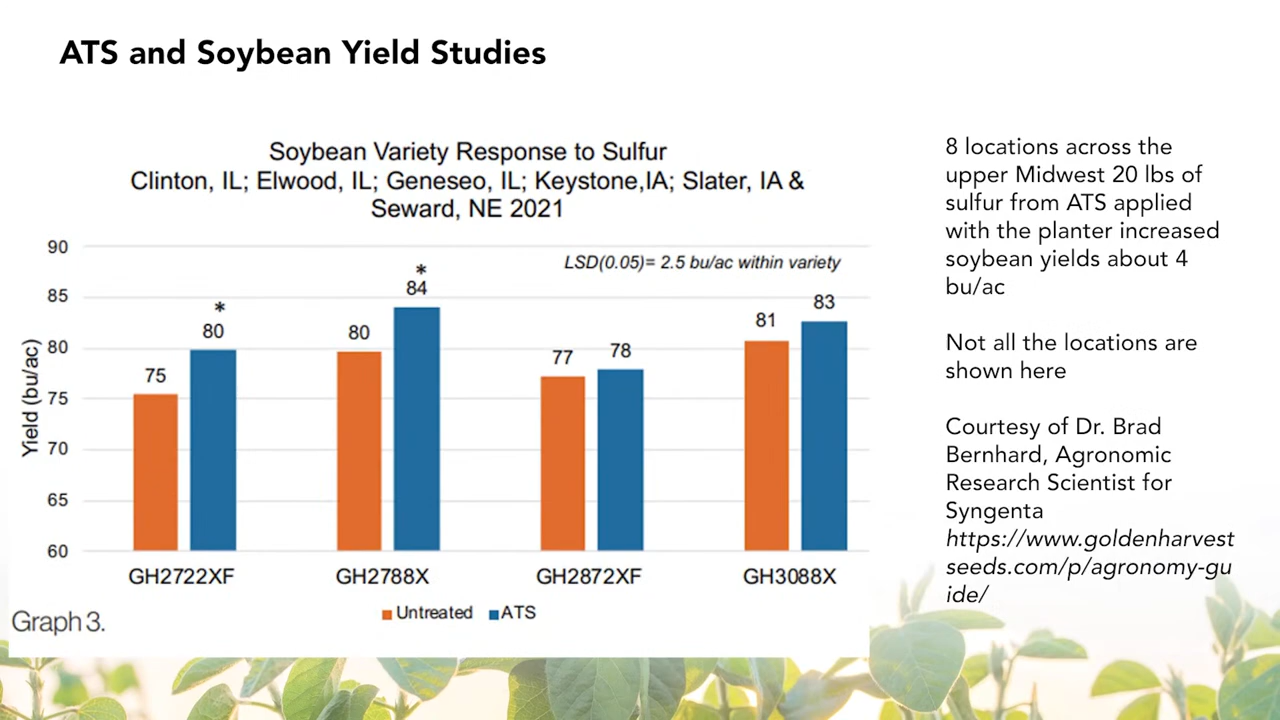 ATS and Soybean Yield Studies
Soybean Variety Response to Sulfur
Clinton, IL; Elwood, IL; Geneseo, IL; Keystone,IA; Slater, IA &
Seward, NE 2021
LSD(0.05)= 2.5 bu/ac within variety
Yield (bu/ac)
90
85
80
75
70
65
60
75
*
80
80
*
84
77
78
81
83
GH2722XF
GH2788X
GH2872XF
GH3088X
Untreated
ATS
Graph 3.
8 locations across the
upper Midwest 20 lbs of
sulfur from ATS applied
with the planter increased
soybean yields about 4
bu/ac
Not all the locations are
shown here
Courtesy of Dr. Brad
Bernhard, Agronomic
Research Scientist for
Syngenta
https://www.goldenharvest
seeds.com/p/agronomy-gu
ide/